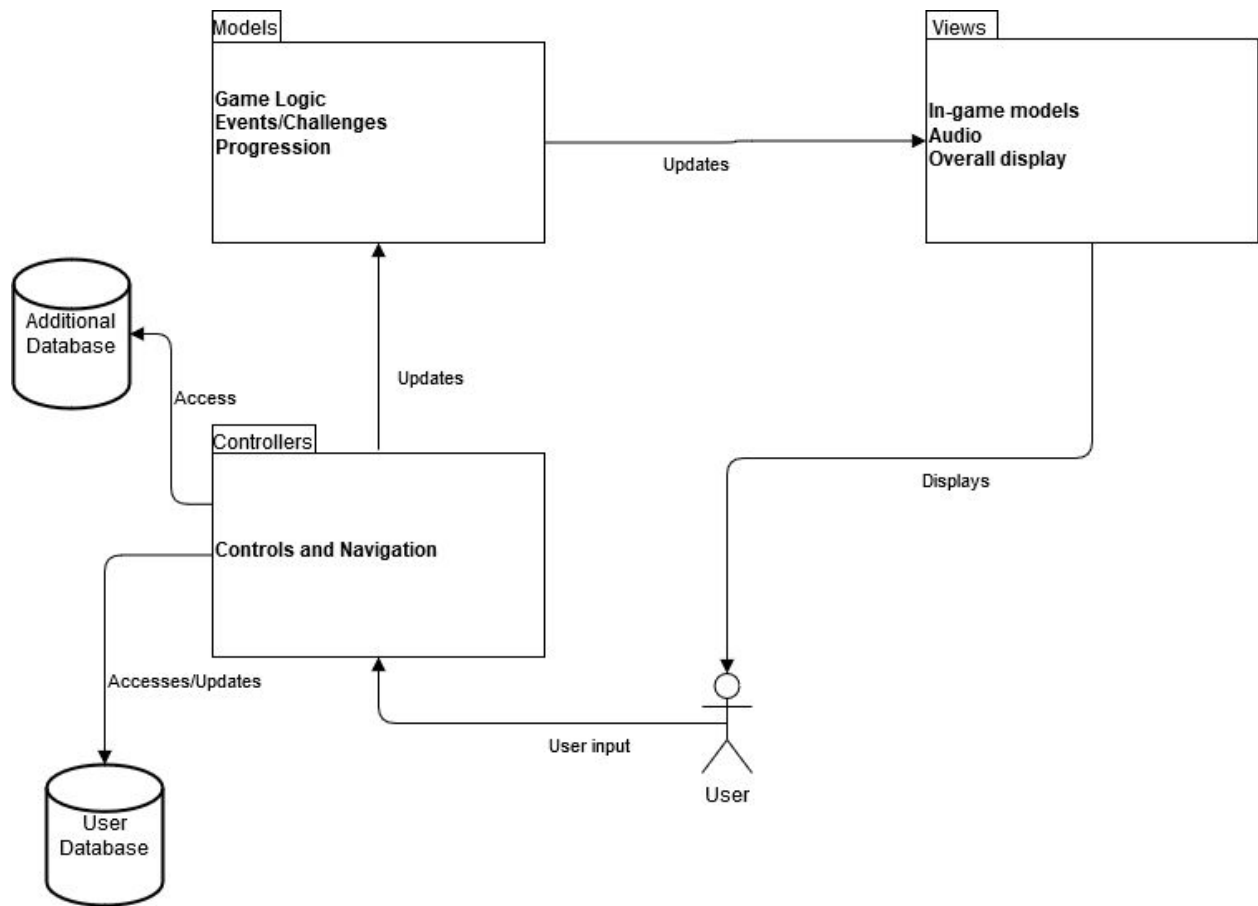 Models
Views
Game Logic
Events/Challenges
Progression
In-game models
Audio
Overall display
Updates
Additional
Database
Access
Updates
Controllers
Controls and Navigation
Displays
Accesses/Updates
User input
User
User
Database